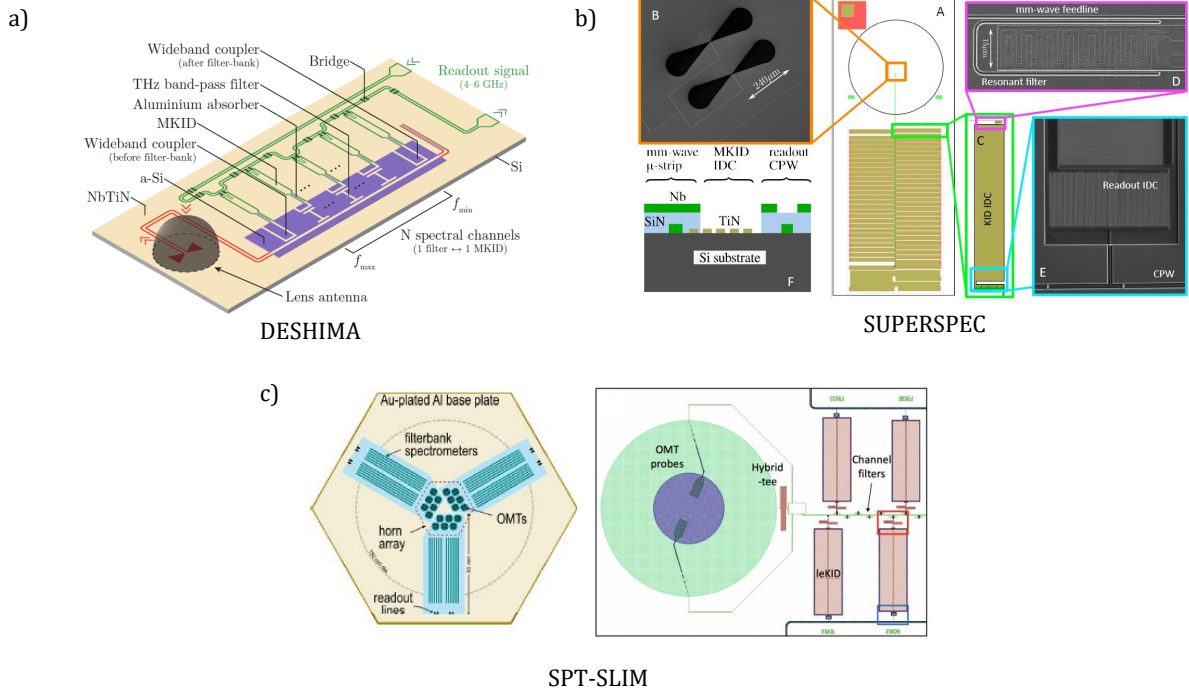 a)
Wideband coupler
(after filter-bank)
THz band-pass filter
Aluminium absorber
MKID
Wideband coupler
(before filter-bank)
a-Si
NbTiN
Bridge
Readout signal
(4–6 GHz)
Si
f_min
N spectral channels
(1 filter ↔ 1 MKID)
f_max
Lens antenna
DESHIMA
b)
B
240μm
A
mm-wave feedline
15μm
Resonant filter
D
mm-wave
μ-strip
MKID
IDC
readout
CPW
Nb
SiN
TiN
Si substrate
F
C
KID IDC
Readout IDC
E
CPW
SUPERSPEC
c)
Au-plated Al base plate
filterbank
spectrometers
OMTs
horn
array
readout
lines
OMT
probes
Hybrid
-tee
Channel
filters
leKID
SPT-SLIM